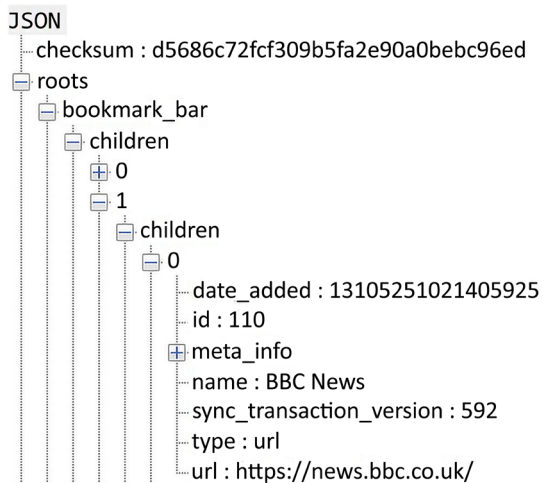 JSON
checksum : d5686c72fcf309b5fa2e90a0bebc96ed
roots
bookmark_bar
children
0
1
children
0
date_added : 13105251021405925
id : 110
meta_info
name : BBC News
sync_transaction_version : 592
type : url
url : https://news.bbc.co.uk/